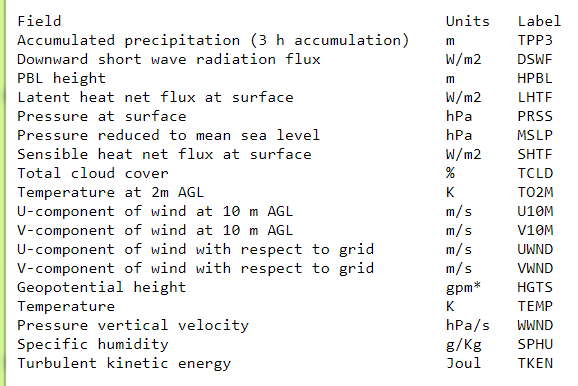 Field Units Label
Accumulated precipitation (3 h accumulation) m TPP3
Downward short wave radiation flux W/m2 DSWF
PBL height m HPBL
Latent heat net flux at surface W/m2 LHTF
Pressure at surface hPa PRSS
Pressure reduced to mean sea level hPa MSLP
Sensible heat net flux at surface W/m2 SHTF
Total cloud cover % TCLD
Temperature at 2m AGL K TO2M
U-component of wind at 10 m AGL m/s U10M
V-component of wind at 10 m AGL m/s V10M
U-component of wind with respect to grid m/s UWND
V-component of wind with respect to grid m/s VWND
Geopotential height gpm* HGTS
Temperature K TEMP
Pressure vertical velocity hPa/s WWND
Specific humidity g/Kg SPHU
Turbulent kinetic energy Joul TKEN